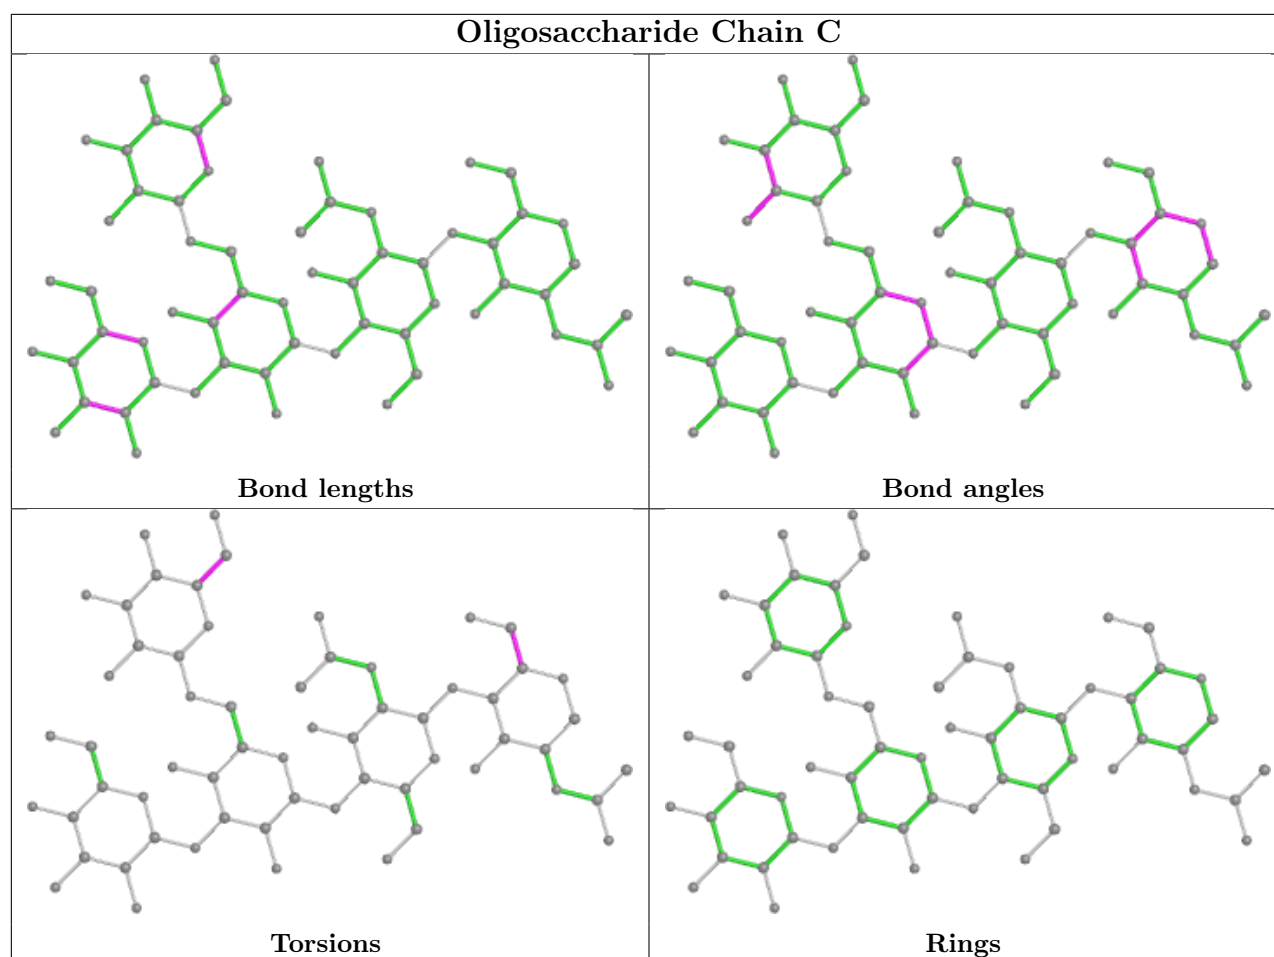 Oligosaccharide Chain C
Bond lengths
Bond angles
Torsions
Rings